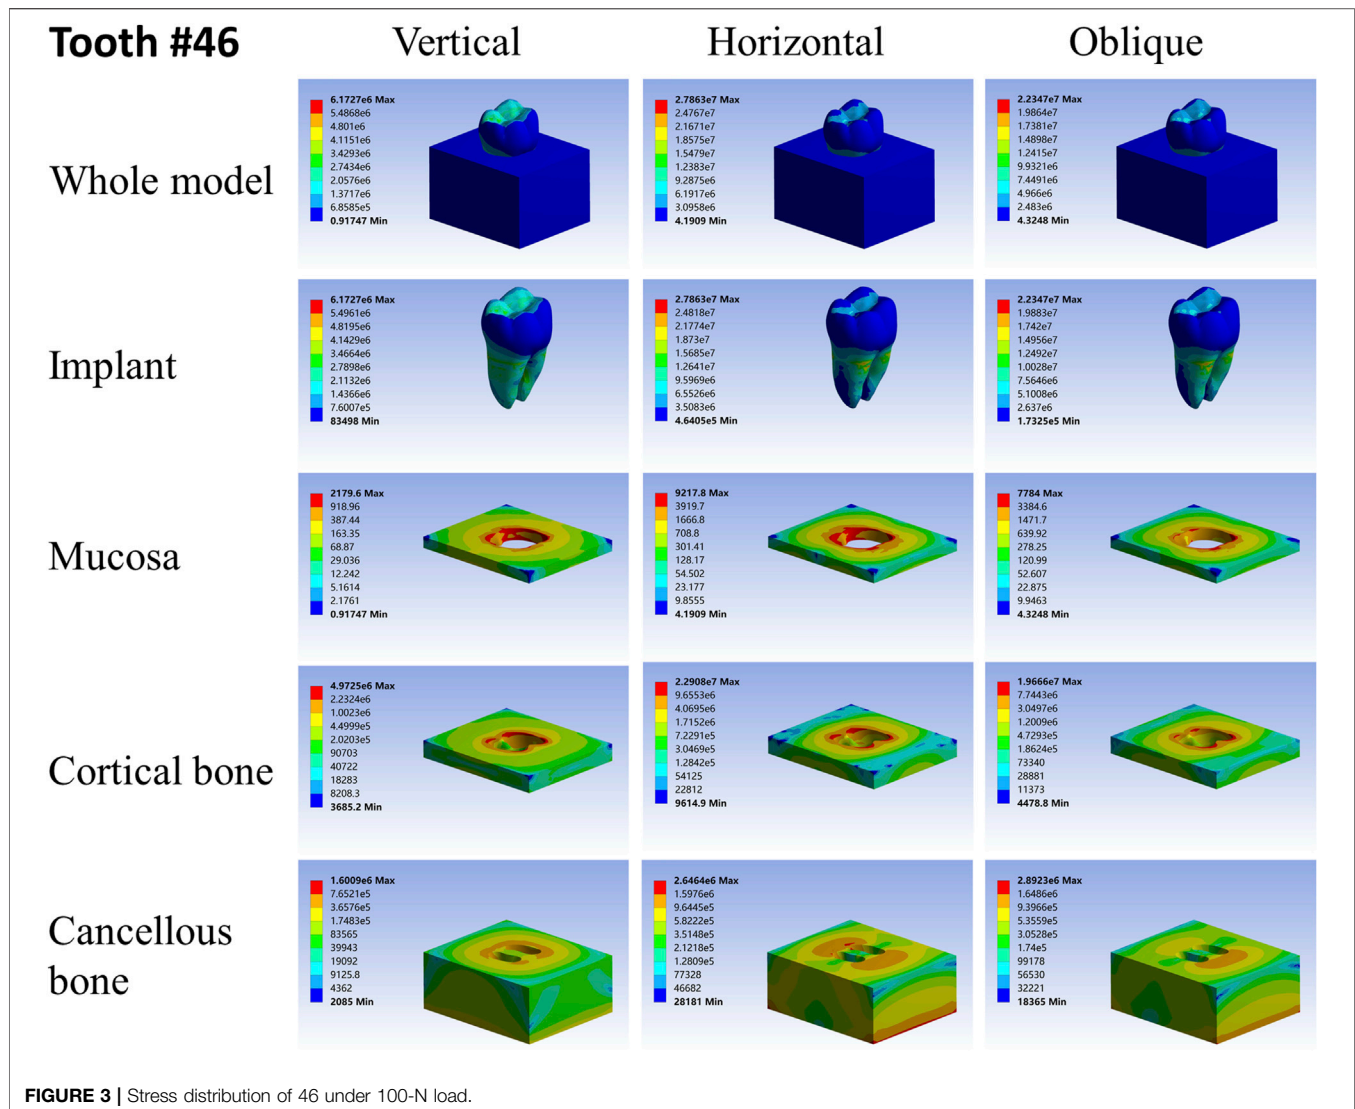 Tooth #46
Vertical
Horizontal
Oblique
Whole model
6.1727e6 Max
5.4868e6
4.801e6
4.1151e6
3.4293e6
2.7434e6
2.0576e6
1.3717e6
6.8585e5
0.91747 Min
2.7863e7 Max
2.4767e7
2.1671e7
1.8575e7
1.5479e7
1.2383e7
9.2875e6
6.1917e6
3.0958e6
4.1909 Min
2.2347e7 Max
1.9864e7
1.7381e7
1.4898e7
1.2415e7
9.9321e6
7.4491e6
4.966e6
2.483e6
4.3248 Min
Implant
6.1727e6 Max
5.4961e6
4.8195e6
4.1429e6
3.4664e6
2.7898e6
2.1132e6
1.4366e6
7.6007e5
83498 Min
2.7863e7 Max
2.4818e7
2.1774e7
1.873e7
1.5685e7
1.2641e7
9.5969e6
6.5526e6
3.5083e6
4.6405e5 Min
2.2347e7 Max
1.9883e7
1.742e7
1.4956e7
1.2492e7
1.0028e7
7.5646e6
5.1008e6
2.637e6
1.7325e5 Min
Mucosa
2179.6 Max
918.96
387.44
163.35
68.87
29.036
12.242
5.1614
2.1761
0.91747 Min
9217.8 Max
3919.7
1666.8
708.8
301.41
128.17
54.502
23.177
9.8555
4.1909 Min
7784 Max
3384.6
1471.7
639.92
278.25
120.99
52.607
22.875
9.9463
4.3248 Min
Cortical bone
4.9725e6 Max
2.2324e6
1.0023e6
4.4999e5
2.0203e5
90703
40722
18283
8208.3
3685.2 Min
2.2908e7 Max
9.6553e6
4.0695e6
1.7152e6
7.2291e5
3.0469e5
1.2842e5
54125
22812
9614.9 Min
1.9666e7 Max
7.7443e6
3.0497e6
1.2009e6
4.7293e5
1.8624e5
73340
28881
11373
4478.8 Min
Cancellous
bone
1.6009e6 Max
7.6521e5
3.6576e5
1.7483e5
83565
39943
19092
9125.8
4362
2085 Min
2.6464e6 Max
1.5976e6
9.6445e5
5.8222e5
3.5148e5
2.1218e5
1.2809e5
77328
46682
28181 Min
2.8923e6 Max
1.6486e6
9.3966e5
5.3559e5
3.0528e5
1.74e5
99178
56530
32221
18365 Min
FIGURE 3 | Stress distribution of 46 under 100-N load.